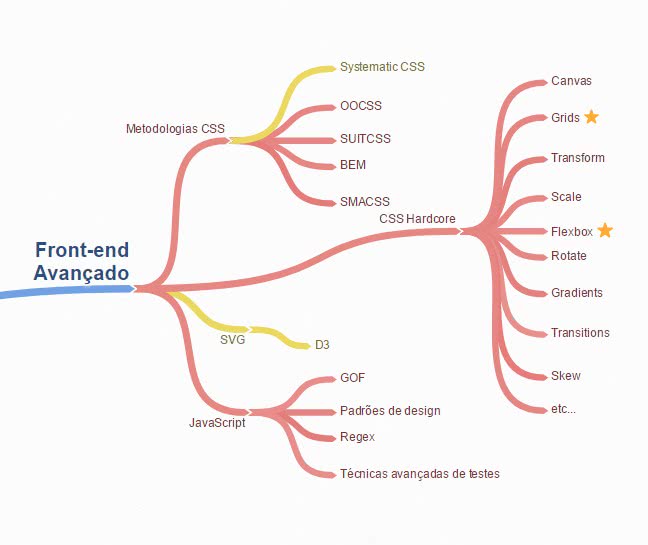 Front-end
Avançado
Metodologias CSS
Systematic CSS
OOCSS
SUITCSS
BEM
SMACSS
CSS Hardcore
Canvas
Grids
Transform
Scale
Flexbox
Rotate
Gradients
Transitions
Skew
etc...
SVG
D3
JavaScript
GOF
Padrões de design
Regex
Técnicas avançadas de testes